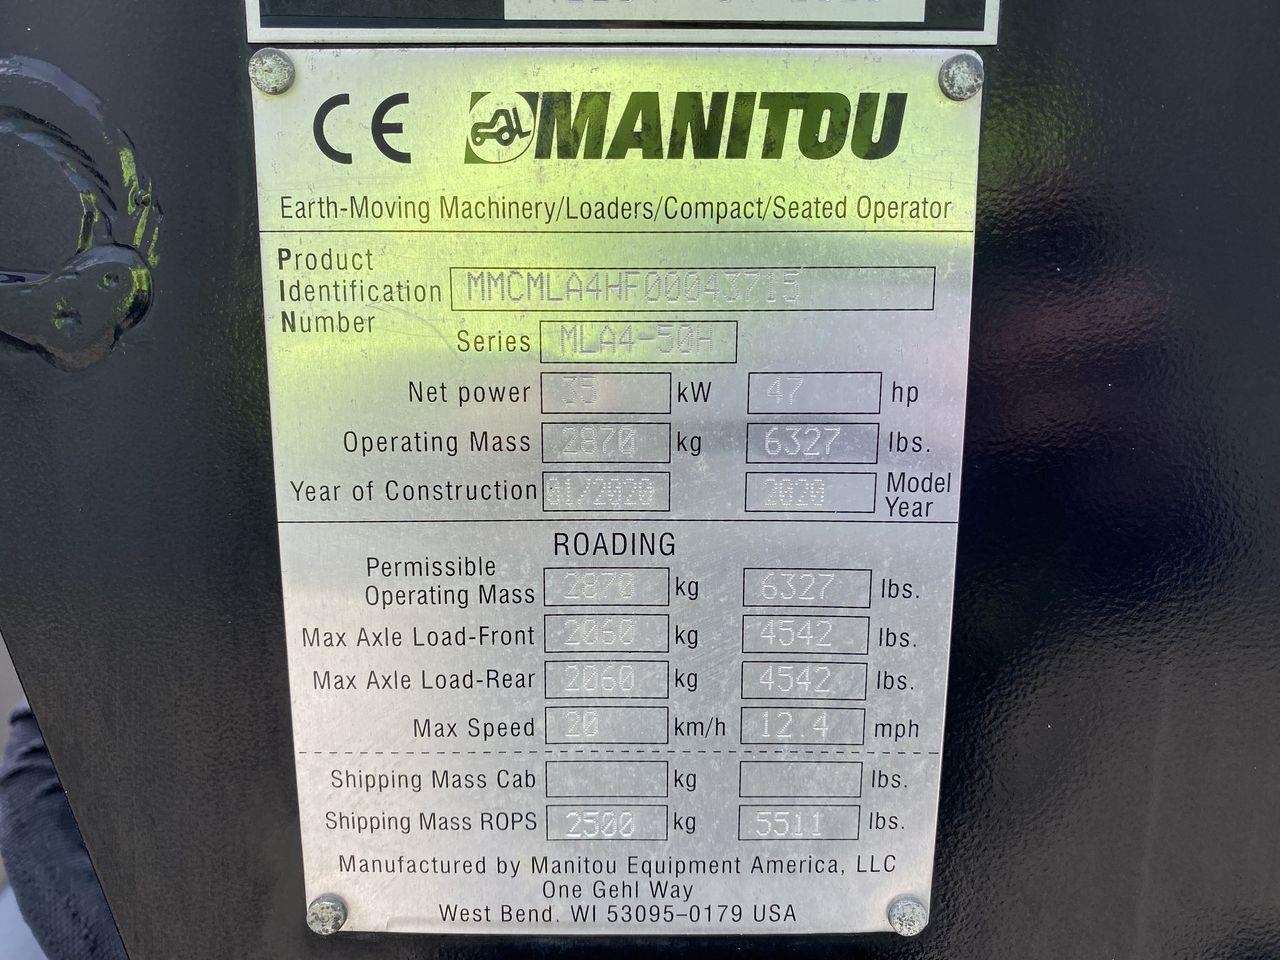 CE MANITOU
Earth-Moving Machinery/Loaders/Compact/Seated Operator
Product
Identification MMCMLA4HF00043715
Number
Series MLA4-50H
Net power 35 kW 47 hp
Operating Mass 2870 kg 6327 lbs.
Year of Construction 01/2020 2020 Model
Year
ROADING
Permissible
Operating Mass 2870 kg 6327 lbs.
Max Axle Load-Front 2060 kg 4542 lbs.
Max Axle Load-Rear 2060 kg 4542 lbs.
Max Speed 20 km/h 12.4 mph
Shipping Mass Cab kg lbs.
Shipping Mass ROPS 2500 kg 5511 lbs.
Manufactured by Manitou Equipment America, LLC
One Gehl Way
West Bend. WI 53095-0179 USA